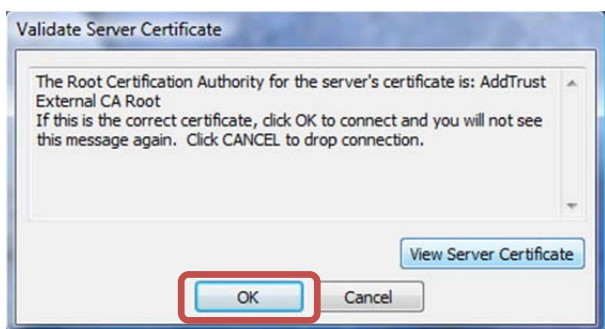 Validate Server Certificate
The Root Certification Authority for the server's certificate is: AddTrust
External CA Root
If this is the correct certificate, click OK to connect and you will not see
this message again. Click CANCEL to drop connection.
View Server Certificate
OK
Cancel